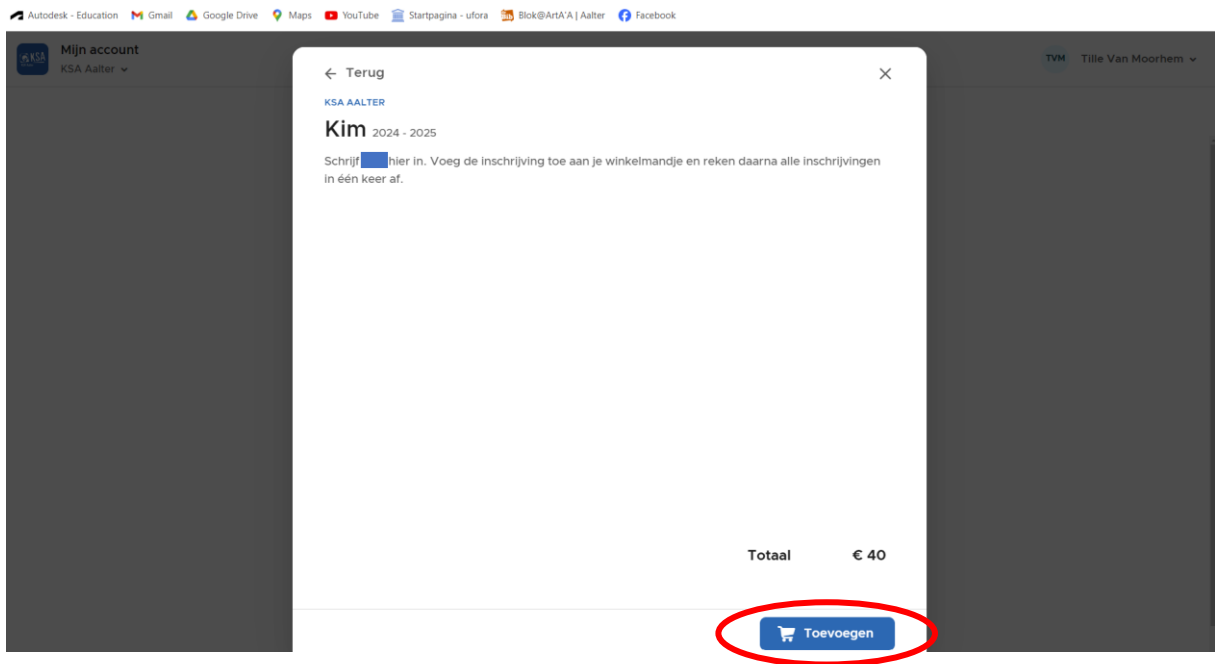 Autodesk - Education Gmail Google Drive Maps YouTube Startpagina - ufora Blok@ArtA'A | Aalter Facebook
KSA
Mijn account
KSA Aalter
TVM Tille Van Moorhem
Terug
KSA AALTER
Kim 2024 - 2025
Schrijf hier in. Voeg de inschrijving toe aan je winkelmandje en reken daarna alle inschrijvingen
in één keer af.
Totaal € 40
Toevoegen